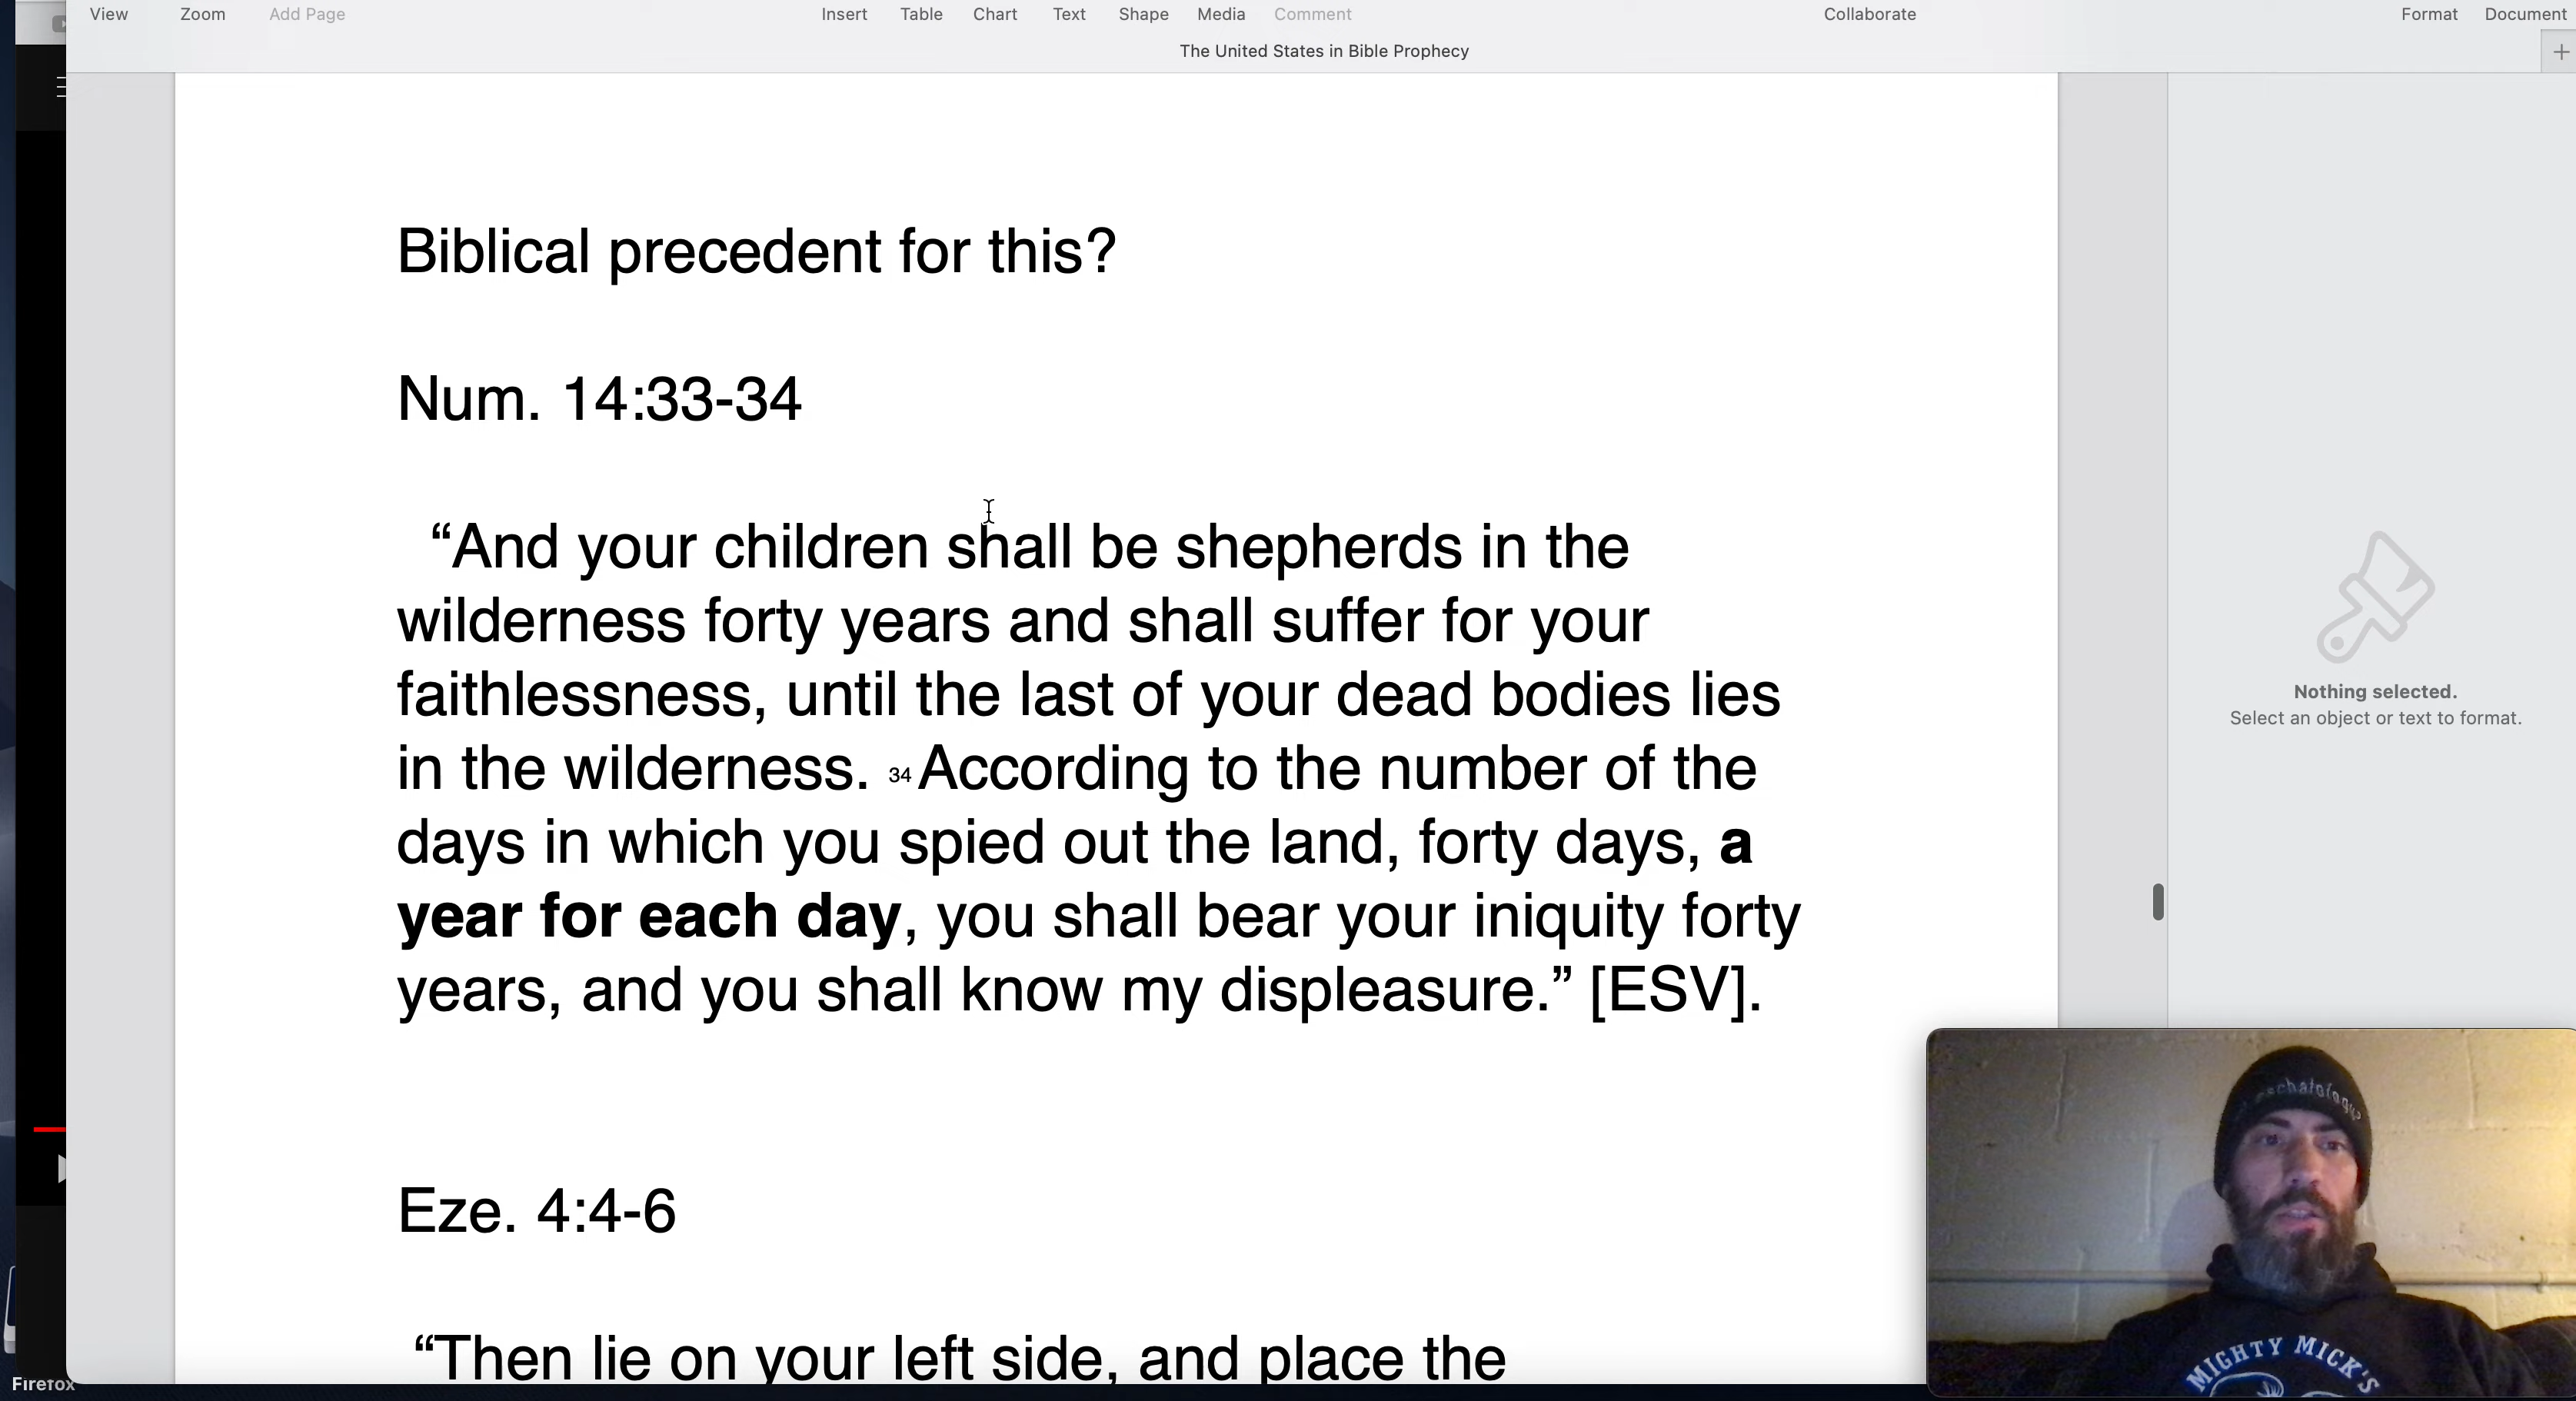 View Zoom Add Page Insert Table Chart Text Shape Media Comment Collaborate Format Document
The United States in Bible Prophecy
Biblical precedent for this?
Num. 14:33-34
“And your children shall be shepherds in the
wilderness forty years and shall suffer for your
faithlessness, until the last of your dead bodies lies
in the wilderness. 34 According to the number of the
days in which you spied out the land, forty days, a
year for each day, you shall bear your iniquity forty
years, and you shall know my displeasure.” [ESV].
Eze. 4:4-6
“Then lie on your left side, and place the
Nothing selected.
Select an object or text to format.
MIGHTY MICK'S
Firefox